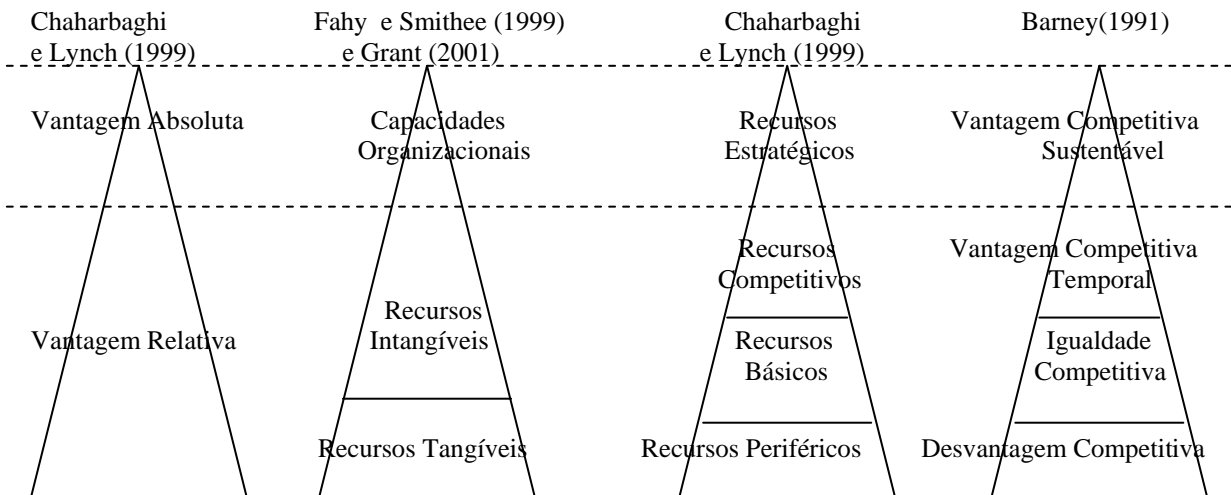 Chaharbaghi
e Lynch (1999)
Fahy e Smithee (1999)
e Grant (2001)
Chaharbaghi
e Lynch (1999)
Barney(1991)
Vantagem Absoluta
Capacidades
Organizacionais
Recursos
Estratégicos
Vantagem Competitiva
Sustentável
Vantagem Relativa
Recursos
Intangíveis
Recursos Tangíveis
Recursos
Competitivos
Recursos
Básicos
Recursos Periféricos
Vantagem Competitiva
Temporal
Igualdade
Competitiva
Desvantagem Competitiva